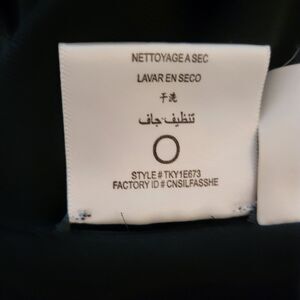 NETTOYAGE A SEC
LAVAR EN SECO
干洗
تنظيف جاف
STYLE # TKY1E673
FACTORY ID # CNSILFASSHE